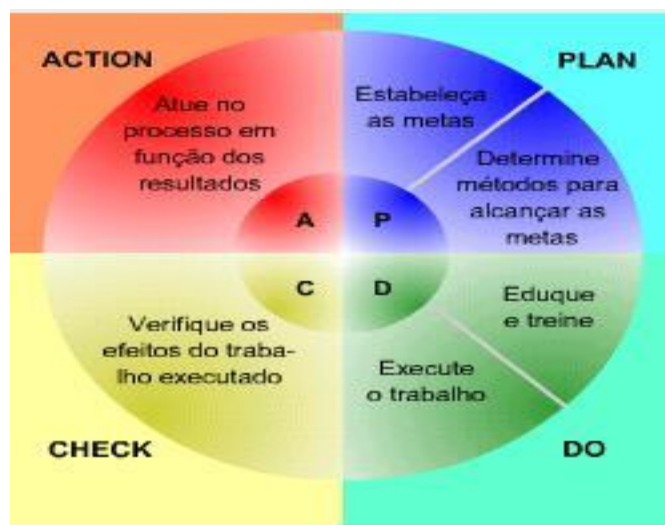 ACTION
Atue no
processo em
função dos
resultados
PLAN
Estabeleça
as metas
Determine
métodos para
alcançar as
metas
A
P
C
D
Verifique os
efeitos do traba-
lho executado
CHECK
Eduque
e treine
Execute
o trabalho
DO